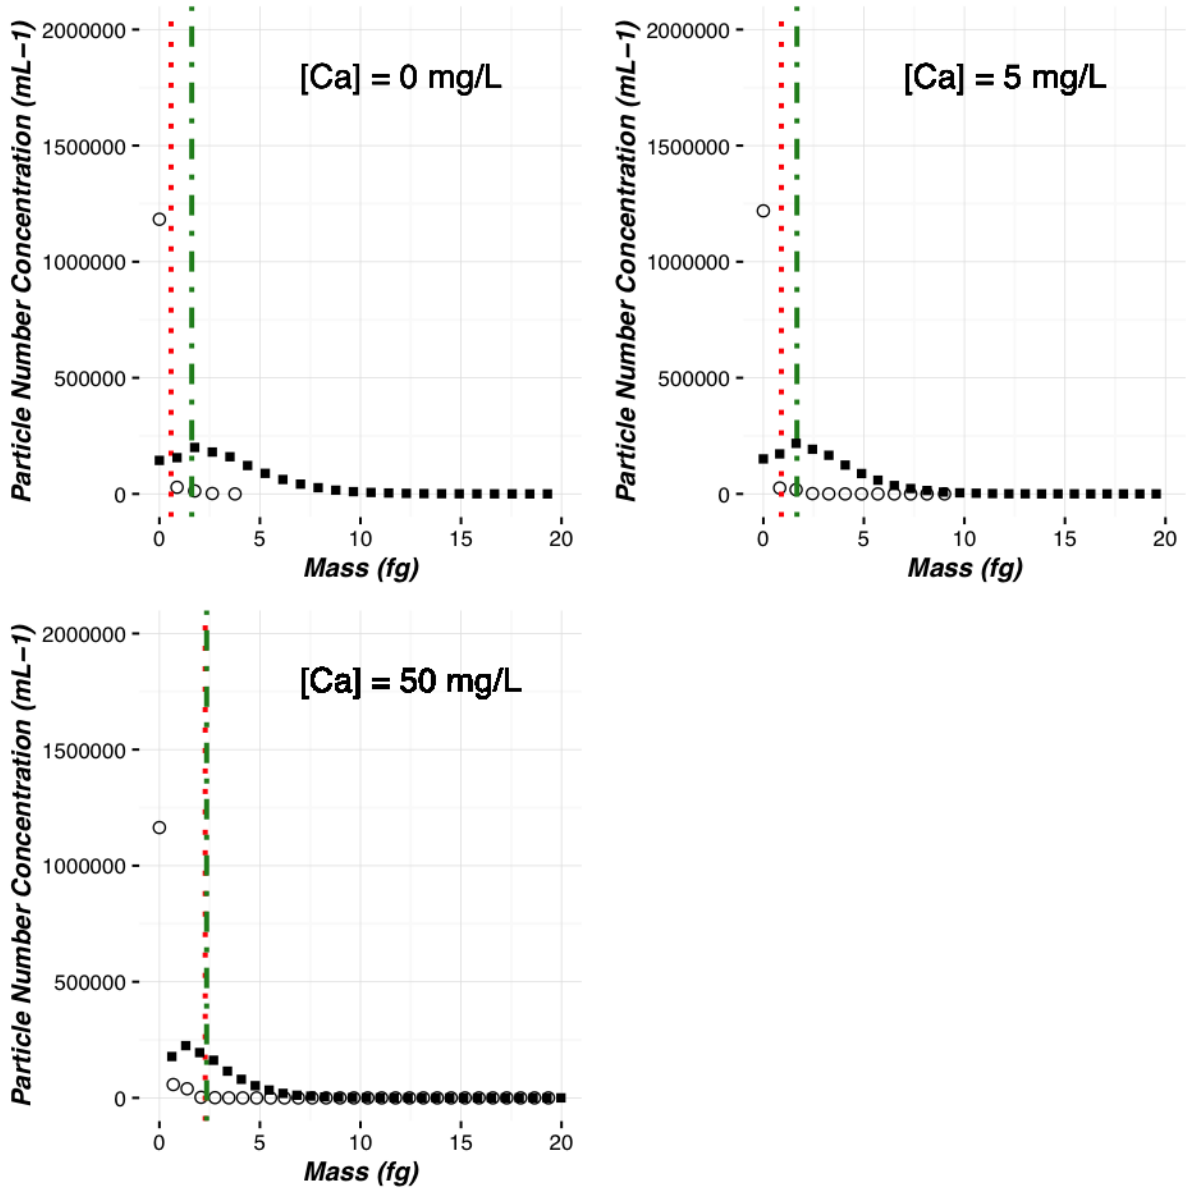 Particle Number Concentration (mL−1)
2000000
1500000
1000000
500000
0
[Ca] = 0 mg/L
0 5 10 15 20
Mass (fg)
Particle Number Concentration (mL−1)
2000000
1500000
1000000
500000
0
[Ca] = 5 mg/L
0 5 10 15 20
Mass (fg)
Particle Number Concentration (mL−1)
2000000
1500000
1000000
500000
0
[Ca] = 50 mg/L
0 5 10 15 20
Mass (fg)